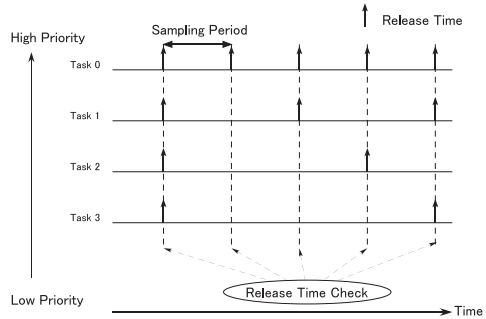 Release Time
High Priority
Sampling Period
Task 0
Task 1
Task 2
Task 3
Release Time Check
Low Priority
Time